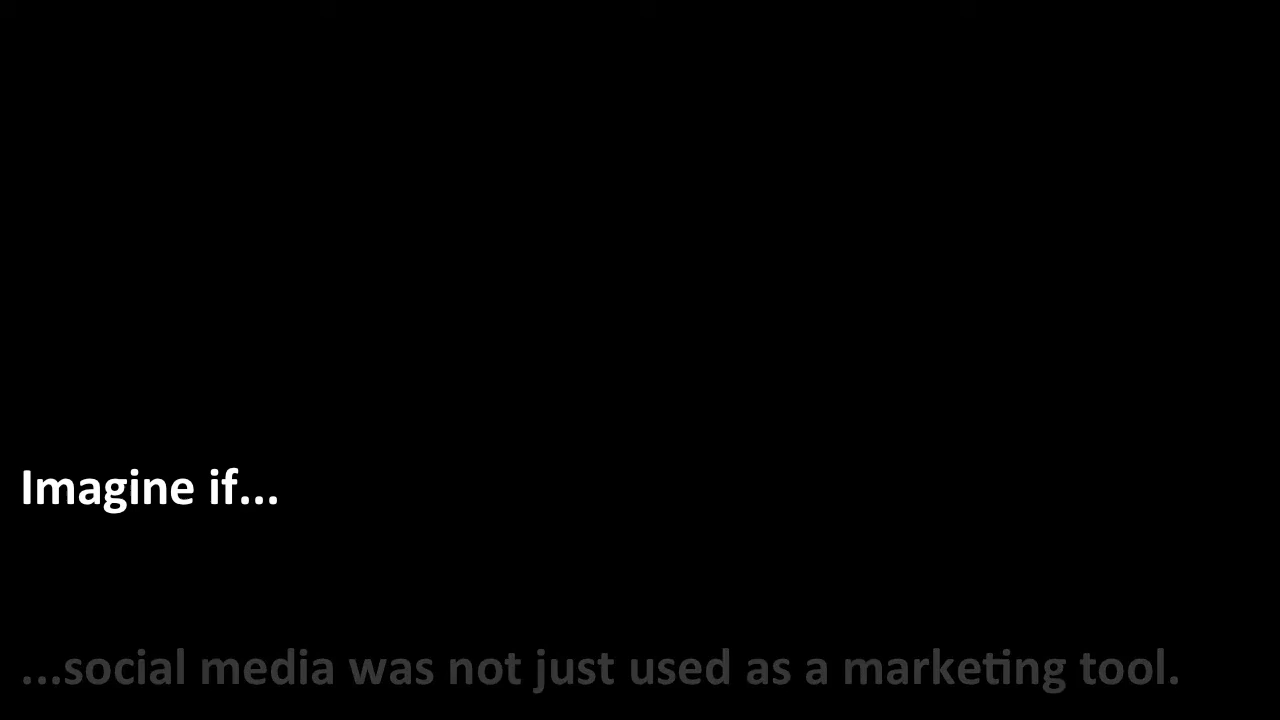 Imagine if...
...social media was not just used as a marketing tool.